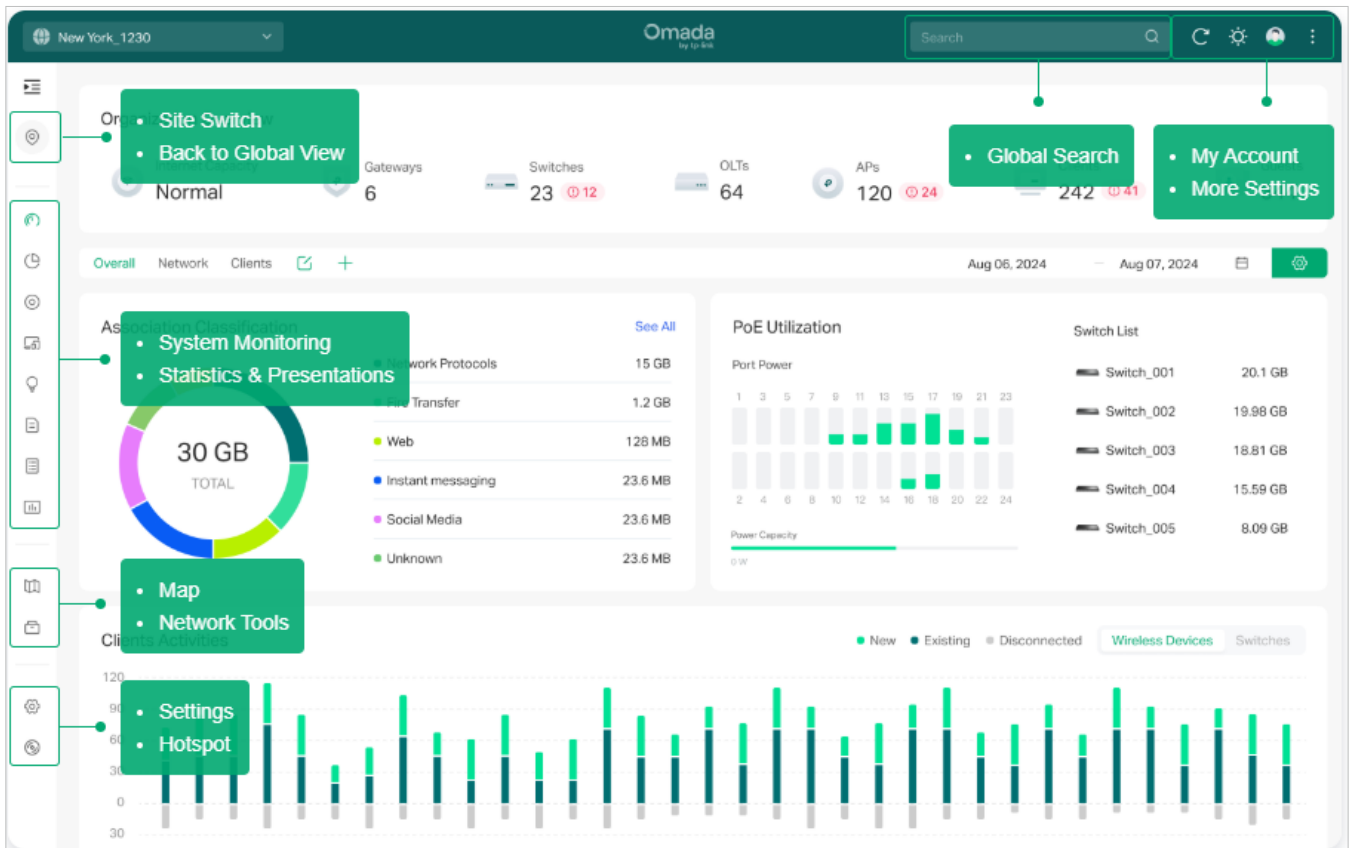 New York_1230
Omada
by tp-link
Search
• Site Switch
• Back to Global View
• Global Search
• My Account
• More Settings
Normal
Gateways
6
Switches
23 12
OLTs
64
APs
120 24
242 41
Overall Network Clients
Aug 06, 2024 – Aug 07, 2024
Association Classification
See All
• System Monitoring
• Statistics & Presentations
30 GB
TOTAL
Network Protocols 15 GB
Transfer 1.2 GB
Web 128 MB
Instant messaging 23.6 MB
Social Media 23.6 MB
Unknown 23.6 MB
PoE Utilization
Port Power
1 3 5 7 9 11 13 15 17 19 21 23
2 4 6 8 10 12 14 16 18 20 22 24
Power Capacity
0 W
Switch List
Switch_001 20.1 GB
Switch_002 19.98 GB
Switch_003 18.81 GB
Switch_004 15.59 GB
Switch_005 8.09 GB
• Map
• Network Tools
Clients Activities
New Existing Disconnected
Wireless Devices Switches
• Settings
• Hotspot
120
90
60
30
0
30